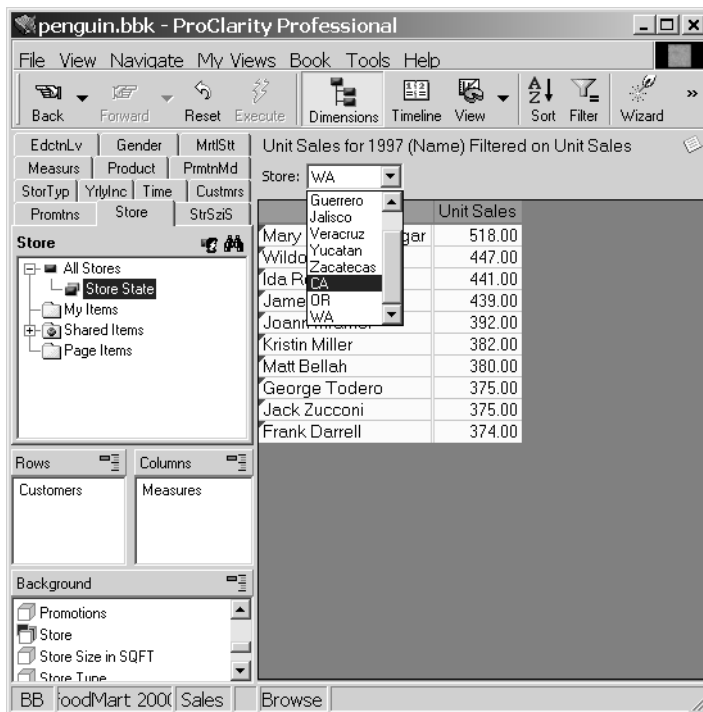 penguin.bbk - ProClarity Professional
File View Navigate My Views Book Tools Help
Back Forward Reset Execute Dimensions Timeline View Sort Filter Wizard »
EdctnLv Gender MrtlStt
Measurs Product PrmtnMd
StorTyp YrlyInc Time Custmrs
Promtns Store StrSziS
Unit Sales for 1997 (Name) Filtered on Unit Sales
Store: WA
Guerrero
Jalisco
Veracruz
Yucatan
Zacatecas
CA
OR
WA
Store
All Stores
Store State
My Items
Shared Items
Page Items
Unit Sales
Mary gar 518.00
Wildo 447.00
Ida R 441.00
Jame 439.00
Joann 392.00
Kristin Miller 382.00
Matt Bellah 380.00
George Todero 375.00
Jack Zucconi 375.00
Frank Darrell 374.00
Rows Columns
Customers Measures
Background
Promotions
Store
Store Size in SQFT
Store Type
BB oodMart 200 Sales Browse